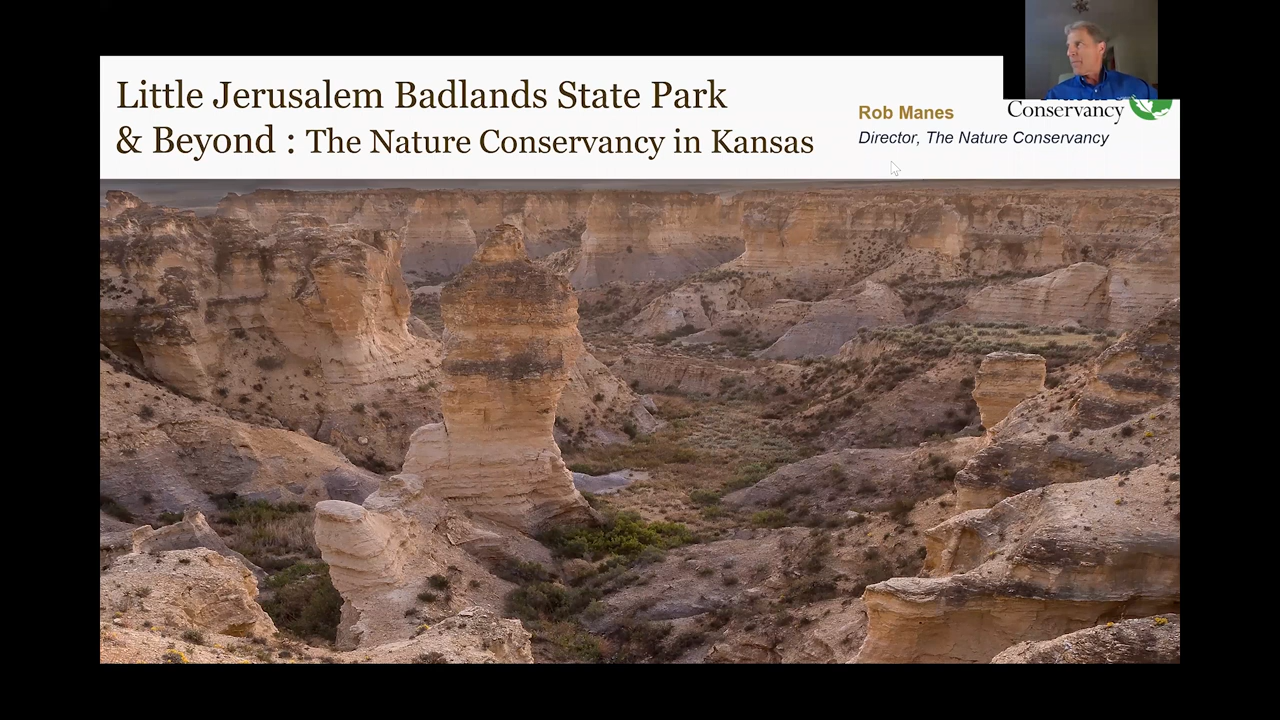 Little Jerusalem Badlands State Park
& Beyond : The Nature Conservancy in Kansas
Rob Manes
Director, The Nature Conservancy
Conservancy